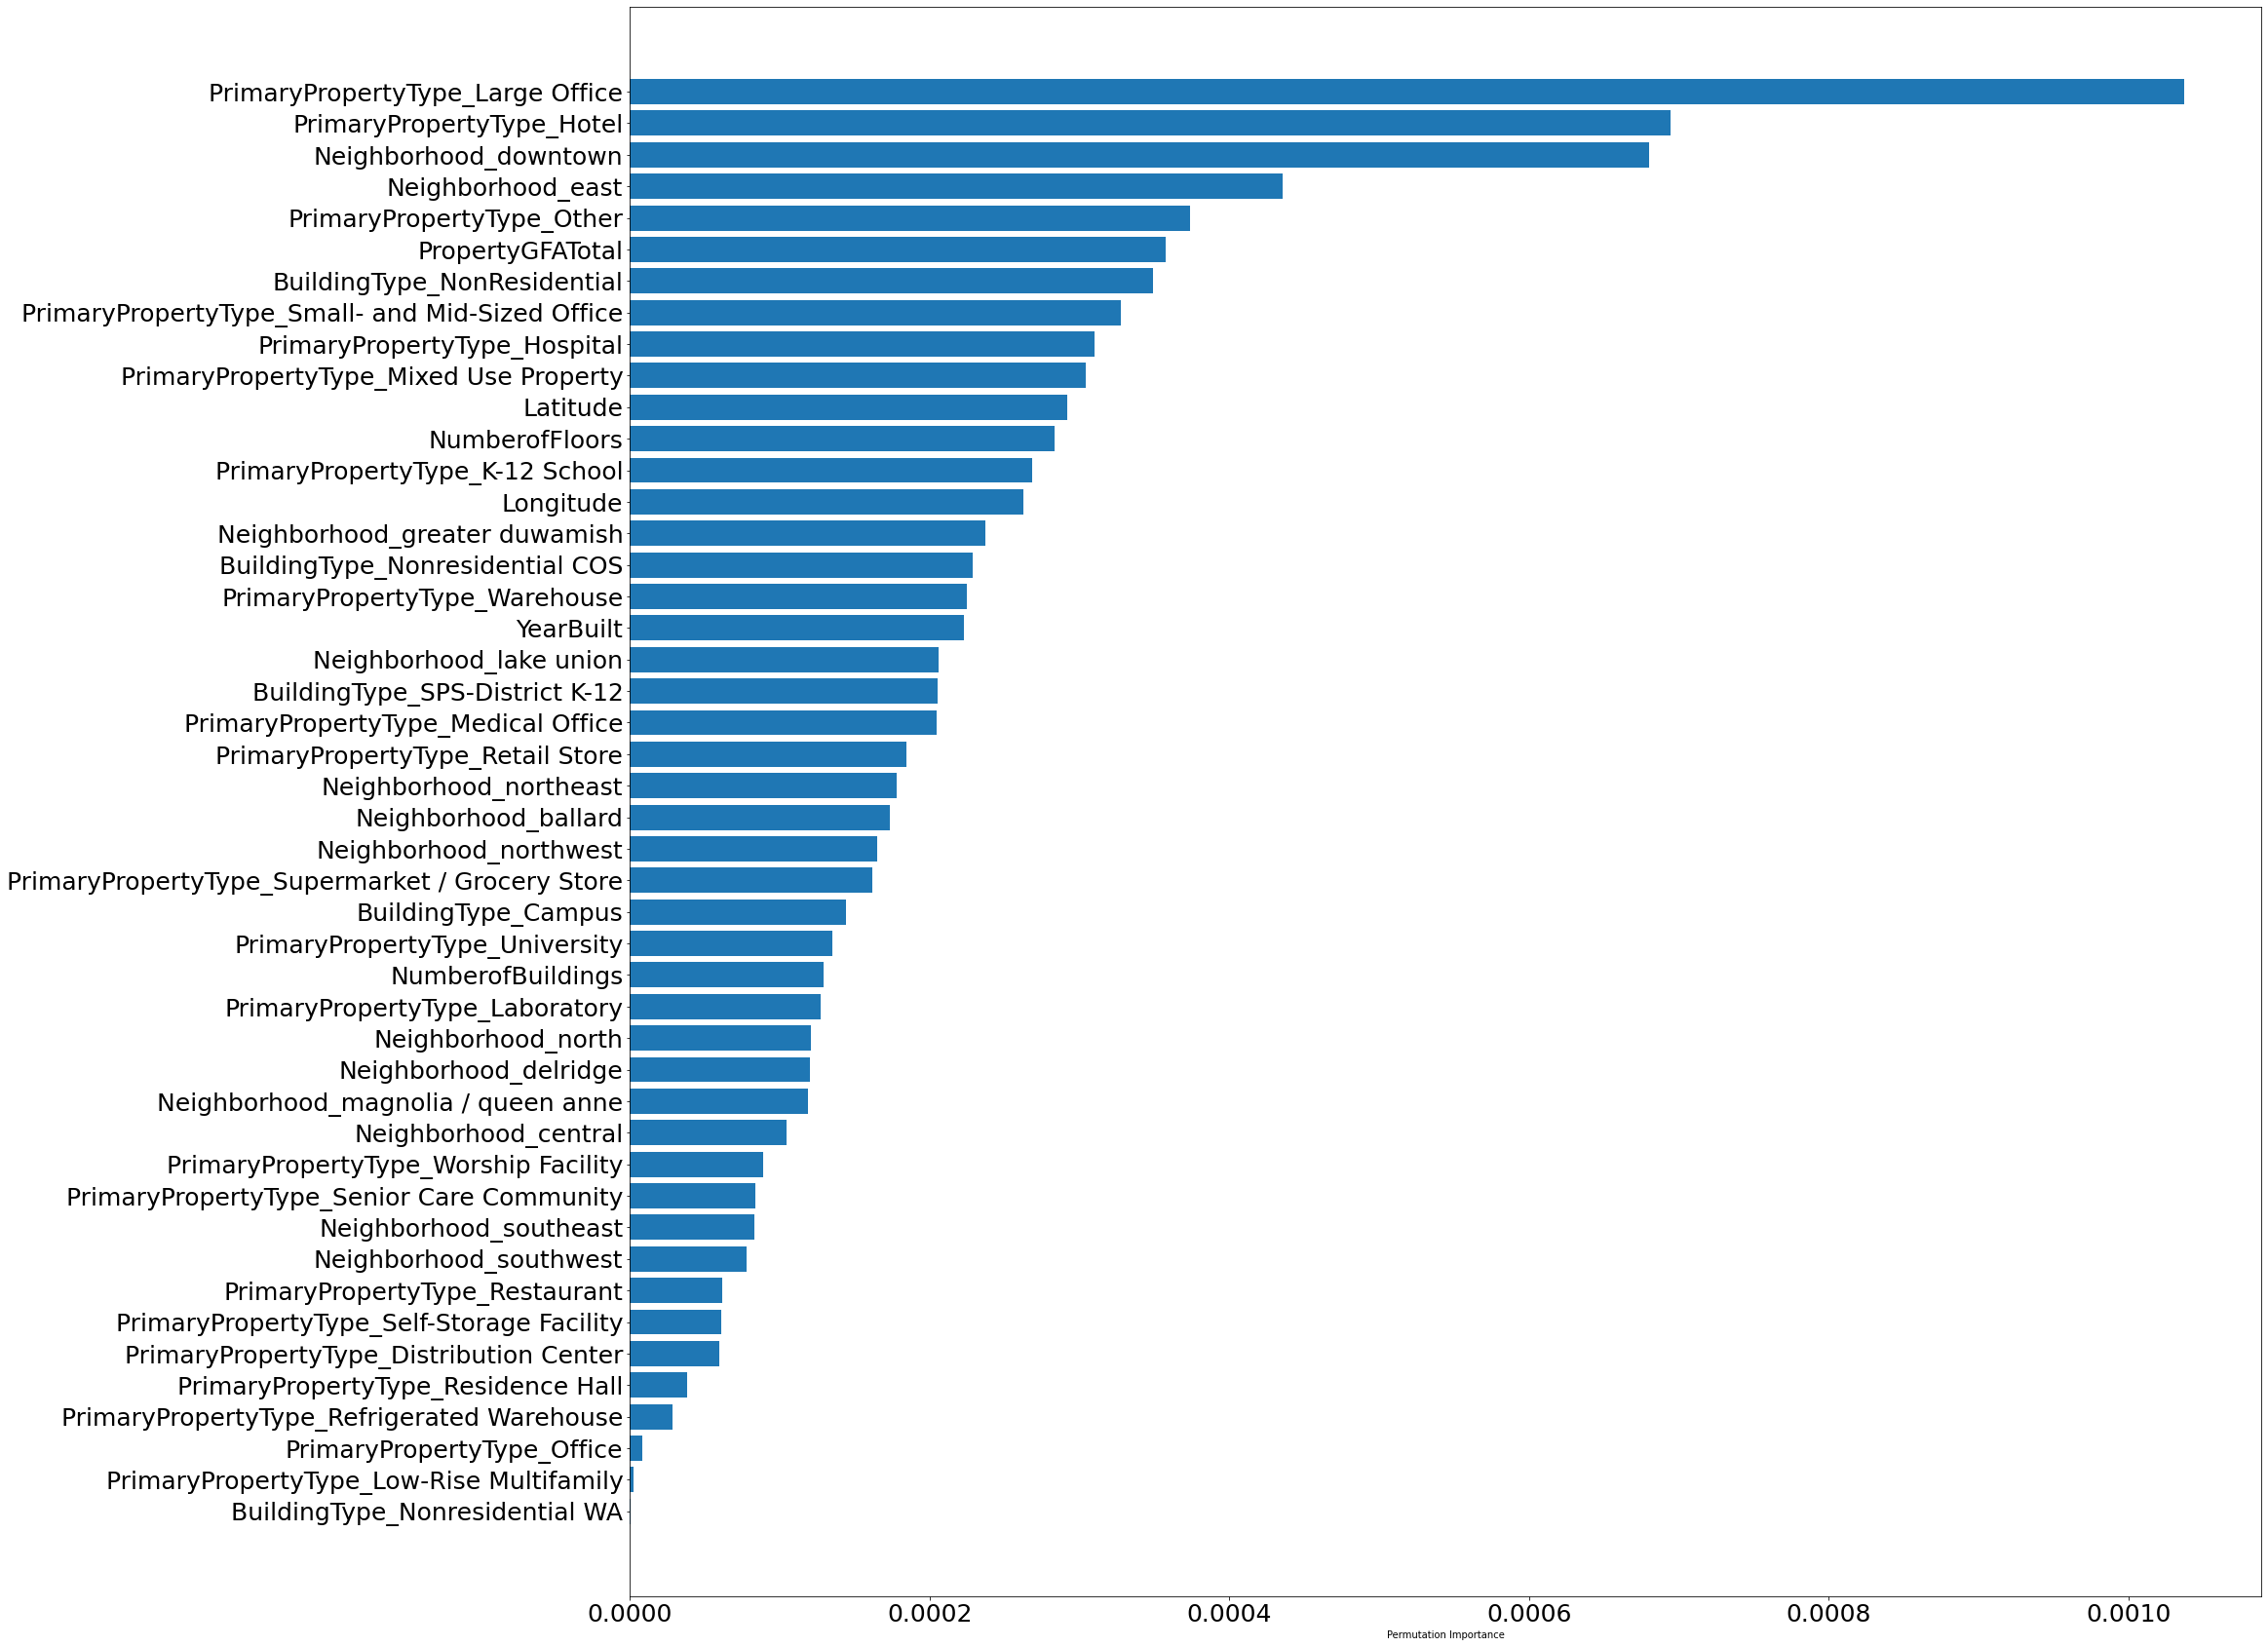 PrimaryPropertyType_Large Office
PrimaryPropertyType_Hotel
Neighborhood_downtown
Neighborhood_east
PrimaryPropertyType_Other
PropertyGFATotal
BuildingType_NonResidential
PrimaryPropertyType_Small- and Mid-Sized Office
PrimaryPropertyType_Hospital
PrimaryPropertyType_Mixed Use Property
Latitude
NumberofFloors
PrimaryPropertyType_K-12 School
Longitude
Neighborhood_greater duwamish
BuildingType_Nonresidential COS
PrimaryPropertyType_Warehouse
YearBuilt
Neighborhood_lake union
BuildingType_SPS-District K-12
PrimaryPropertyType_Medical Office
PrimaryPropertyType_Retail Store
Neighborhood_northeast
Neighborhood_ballard
Neighborhood_northwest
PrimaryPropertyType_Supermarket / Grocery Store
BuildingType_Campus
PrimaryPropertyType_University
NumberofBuildings
PrimaryPropertyType_Laboratory
Neighborhood_north
Neighborhood_delridge
Neighborhood_magnolia / queen anne
Neighborhood_central
PrimaryPropertyType_Worship Facility
PrimaryPropertyType_Senior Care Community
Neighborhood_southeast
Neighborhood_southwest
PrimaryPropertyType_Restaurant
PrimaryPropertyType_Self-Storage Facility
PrimaryPropertyType_Distribution Center
PrimaryPropertyType_Residence Hall
PrimaryPropertyType_Refrigerated Warehouse
PrimaryPropertyType_Office
PrimaryPropertyType_Low-Rise Multifamily
BuildingType_Nonresidential WA
0.0000 0.0002 0.0004 0.0006 0.0008 0.0010
Permutation Importance